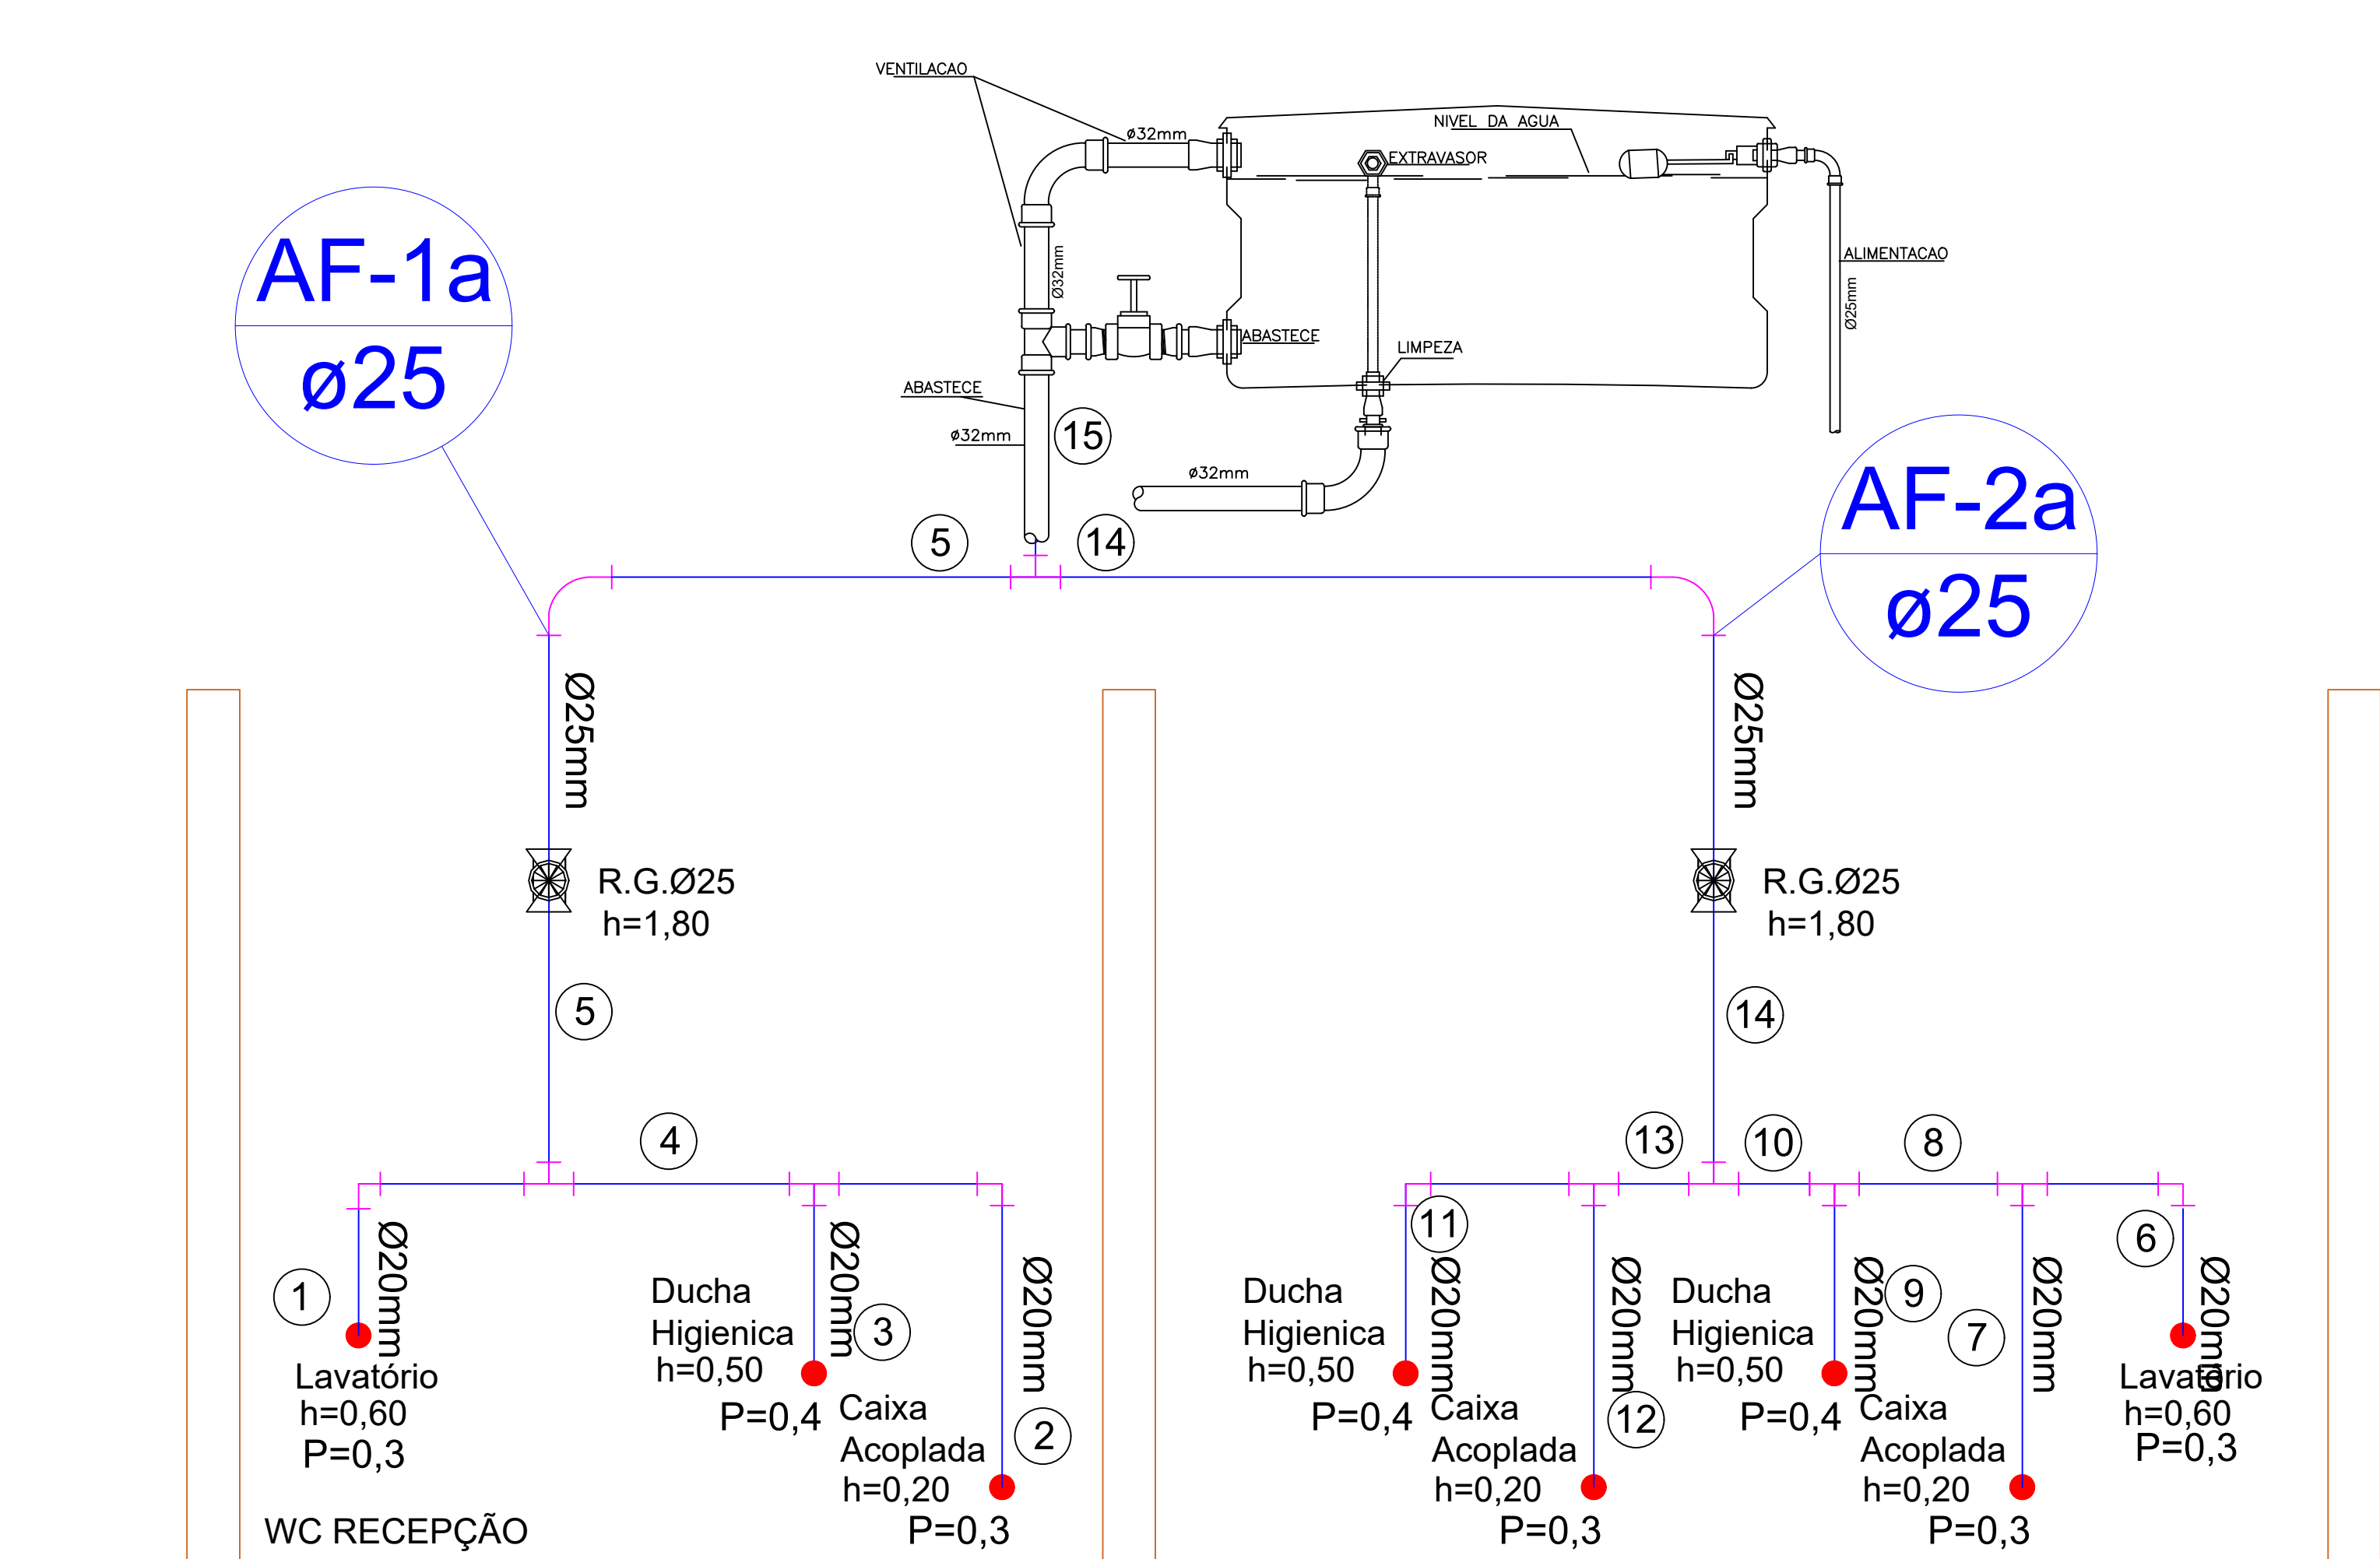 VENTILACAO
ø32mm
NIVEL DA AGUA
EXTRAVASOR
AF-1a
ø25
Ø32mm
ALIMENTACAO
Ø25mm
ABASTECE
LIMPEZA
ABASTECE
ø32mm
15
ø32mm
AF-2a
ø25
5
14
Ø25mm
Ø25mm
R.G.Ø25
h=1,80
R.G.Ø25
h=1,80
5
14
4
13
10
8
1
Ø20mm
Lavatório
h=0,60
P=0,3
Ducha
Higienica
h=0,50
P=0,4
Ø20mm
3
Caixa
Acoplada
h=0,20
P=0,3
Ø20mm
2
Ducha
Higienica
h=0,50
P=0,4
11
Ø20mm
Caixa
Acoplada
h=0,20
P=0,3
Ø20mm
12
Ducha
Higienica
h=0,50
P=0,4
Ø20mm
9
Caixa
Acoplada
h=0,20
P=0,3
7
Ø20mm
6
Ø20mm
Lavatório
h=0,60
P=0,3
WC RECEPÇÃO